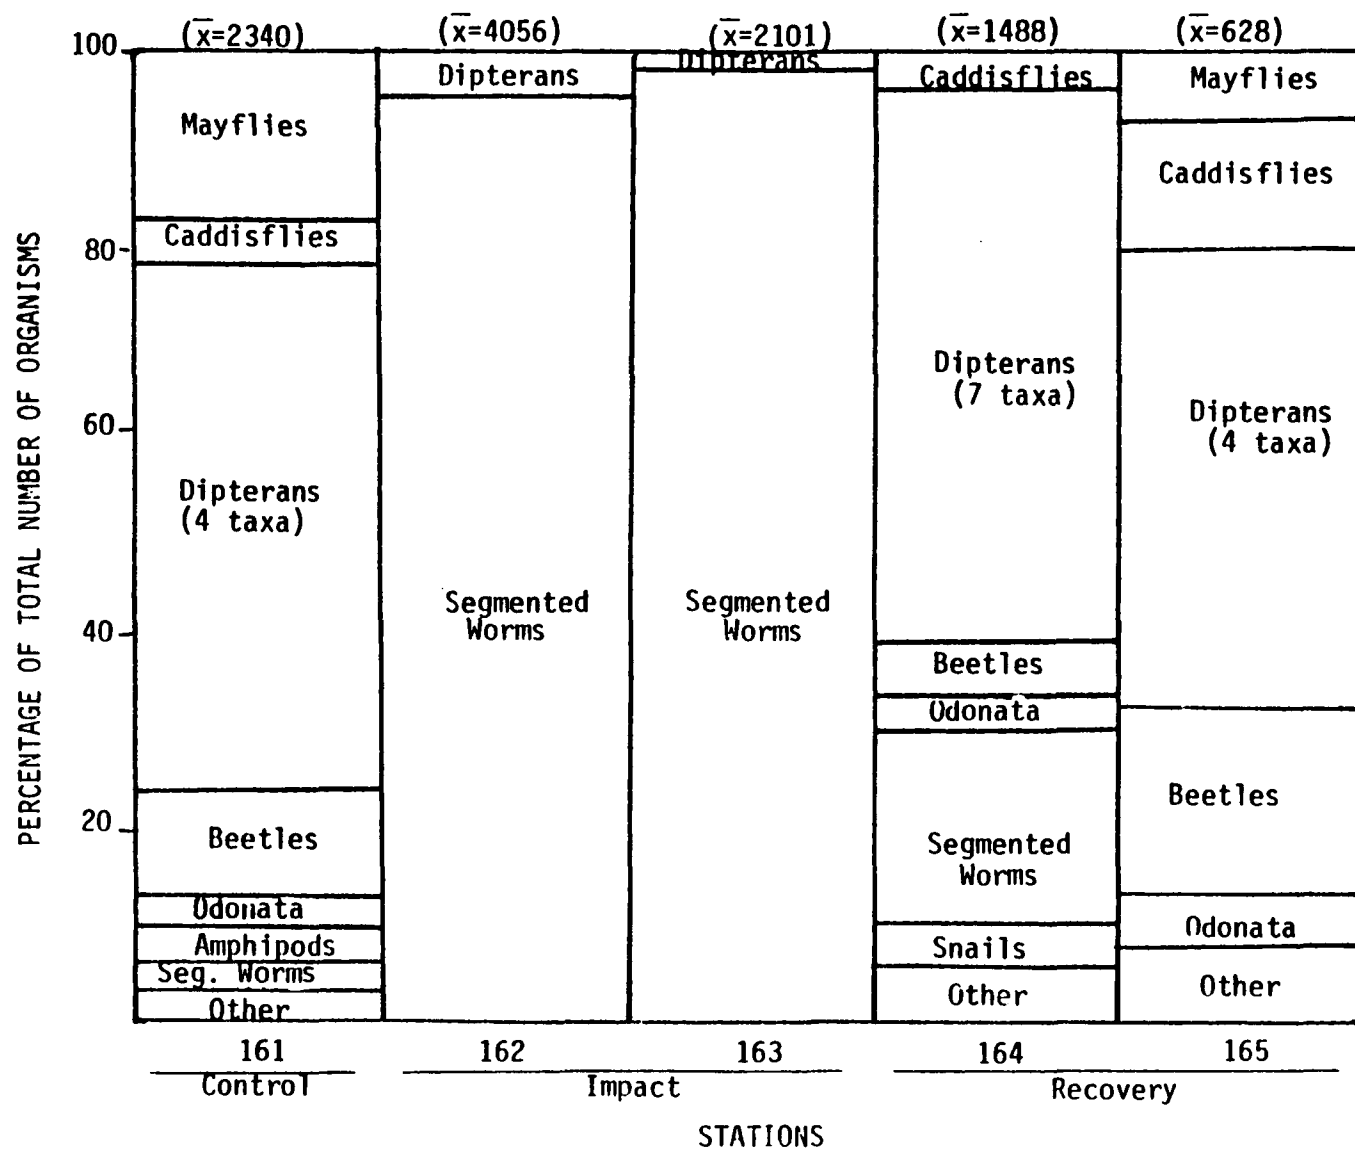 (x̄=2340) (x̄=4056) (x̄=2101) (x̄=1488) (x̄=628)
PERCENTAGE OF TOTAL NUMBER OF ORGANISMS
100
80
60
40
20
Mayflies
Caddisflies
Dipterans
(4 taxa)
Beetles
Odonata
Amphipods
Seg. Worms
Other
Dipterans
Segmented
Worms
Dipterans
Segmented
Worms
Caddisflies
Dipterans
(7 taxa)
Beetles
Odonata
Segmented
Worms
Snails
Other
Mayflies
Caddisflies
Dipterans
(4 taxa)
Beetles
Odonata
Other
161 162 163 164 165
Control Impact Recovery
STATIONS